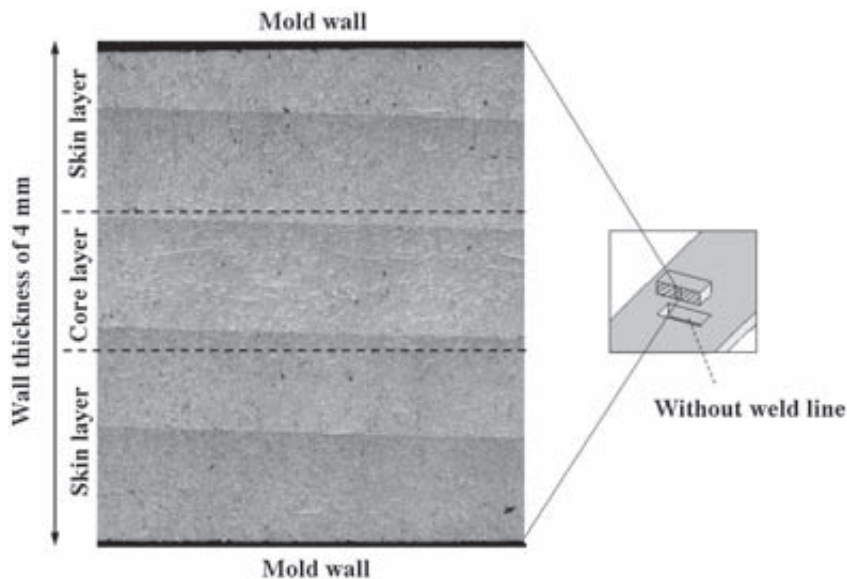 Mold wall
Wall thickness of 4 mm
Skin layer
Core layer
Skin layer
Without weld line
Mold wall